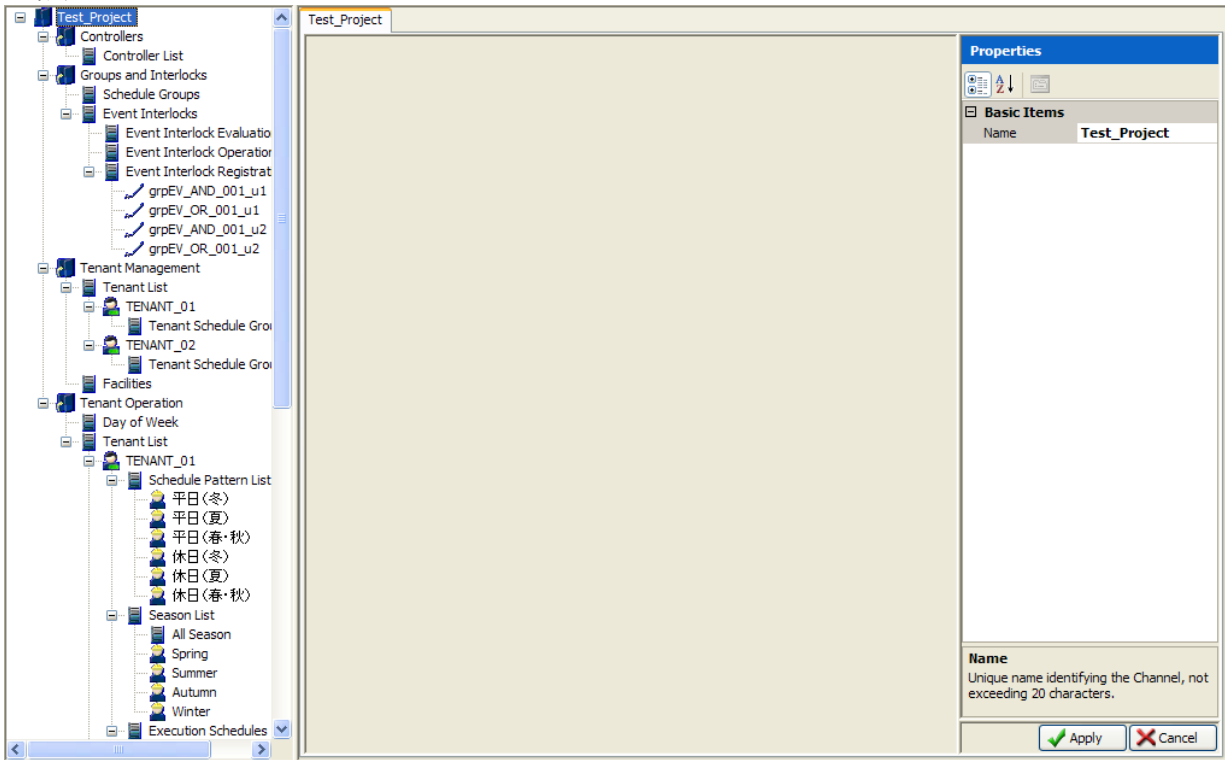 Test_Project
Controllers
Controller List
Groups and Interlocks
Schedule Groups
Event Interlocks
Event Interlock Evaluatio
Event Interlock Operation
Event Interlock Registrat
grpEV_AND_001_u1
grpEV_OR_001_u1
grpEV_AND_001_u2
grpEV_OR_001_u2
Tenant Management
Tenant List
TENANT_01
Tenant Schedule Grou
TENANT_02
Tenant Schedule Grou
Facilities
Tenant Operation
Day of Week
Tenant List
TENANT_01
Schedule Pattern List
平日(冬)
平日(夏)
平日(春・秋)
休日(冬)
休日(夏)
休日(春・秋)
Season List
All Season
Spring
Summer
Autumn
Winter
Execution Schedules
Test_Project
Properties
Basic Items
Name Test_Project
Name
Unique name identifying the Channel, not
exceeding 20 characters.
Apply Cancel